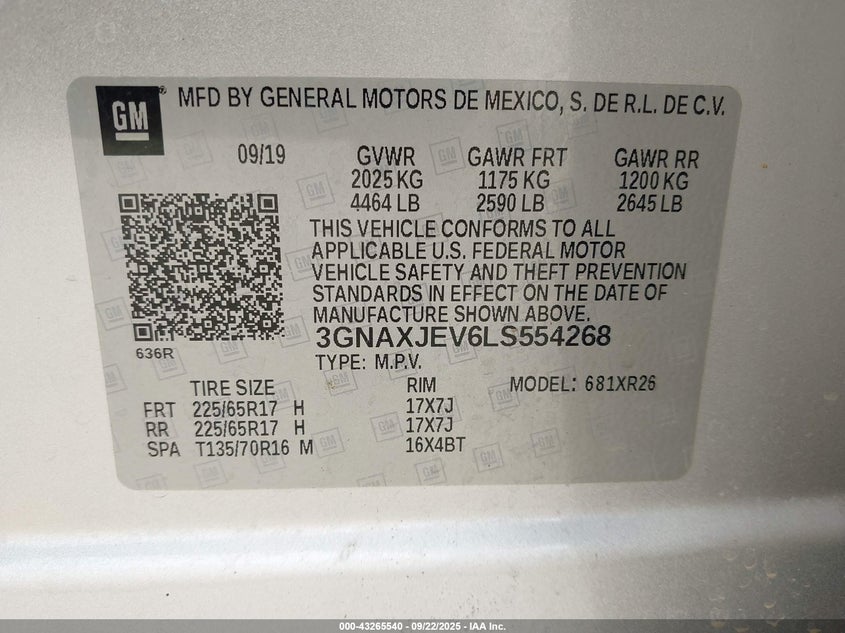 GM® MFD BY GENERAL MOTORS DE MEXICO, S. DE R.L. DE C.V.
09/19 GVWR GAWR FRT GAWR RR
2025 KG 1175 KG 1200 KG
4464 LB 2590 LB 2645 LB
THIS VEHICLE CONFORMS TO ALL
APPLICABLE U.S. FEDERAL MOTOR
VEHICLE SAFETY AND THEFT PREVENTION
STANDARDS IN EFFECT ON THE DATE OF
MANUFACTURE SHOWN ABOVE.
3GNAXJEV6LS554268
636R
TYPE: M.P.V.
TIRE SIZE RIM MODEL: 681XR26
FRT 225/65R17 H 17X7J
RR 225/65R17 H 17X7J
SPA T135/70R16 M 16X4BT
000-43265540 - 09/22/2025 - IAA Inc.